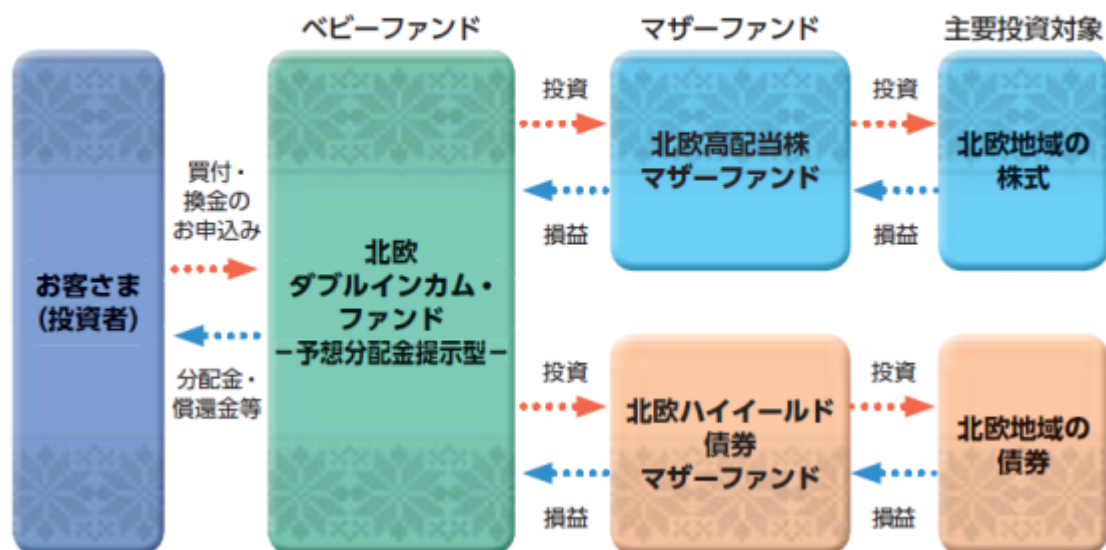 ベビーファンド
マザーファンド
主要投資対象
お客さま
(投資者)
買付・
換金の
お申込み
分配金・
償還金等
北欧
ダブルインカム・
ファンド
－予想分配金提示型－
投資
損益
北欧高配当株
マザーファンド
投資
損益
北欧地域の
株式
投資
損益
北欧ハイイールド
債券
マザーファンド
投資
損益
北欧地域の
債券